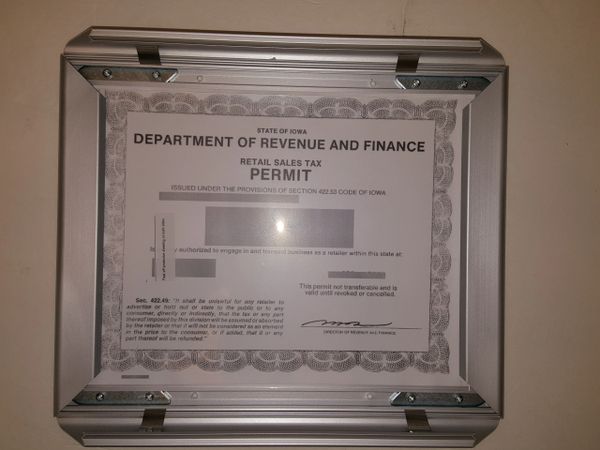 STATE OF IOWA
DEPARTMENT OF REVENUE AND FINANCE
RETAIL SALES TAX
PERMIT
ISSUED UNDER THE PROVISIONS OF SECTION 422.53 CODE OF IOWA
authorized to engage in and transact business as a retailer within this state at:
This permit not transferable and is
valid until revoked or cancelled.
Sec. 422.49: "It shall be unlawful for any retailer to
advertise or hold out or state to the public or to any
consumer, directly or indirectly, that the tax or any part
thereof imposed by this division will be assumed or absorbed
by the retailer or that it will not be considered as an element
in the price to the consumer, or if added, that it or any
part thereof will be refunded."
DIRECTOR OF REVENUE and FINANCE